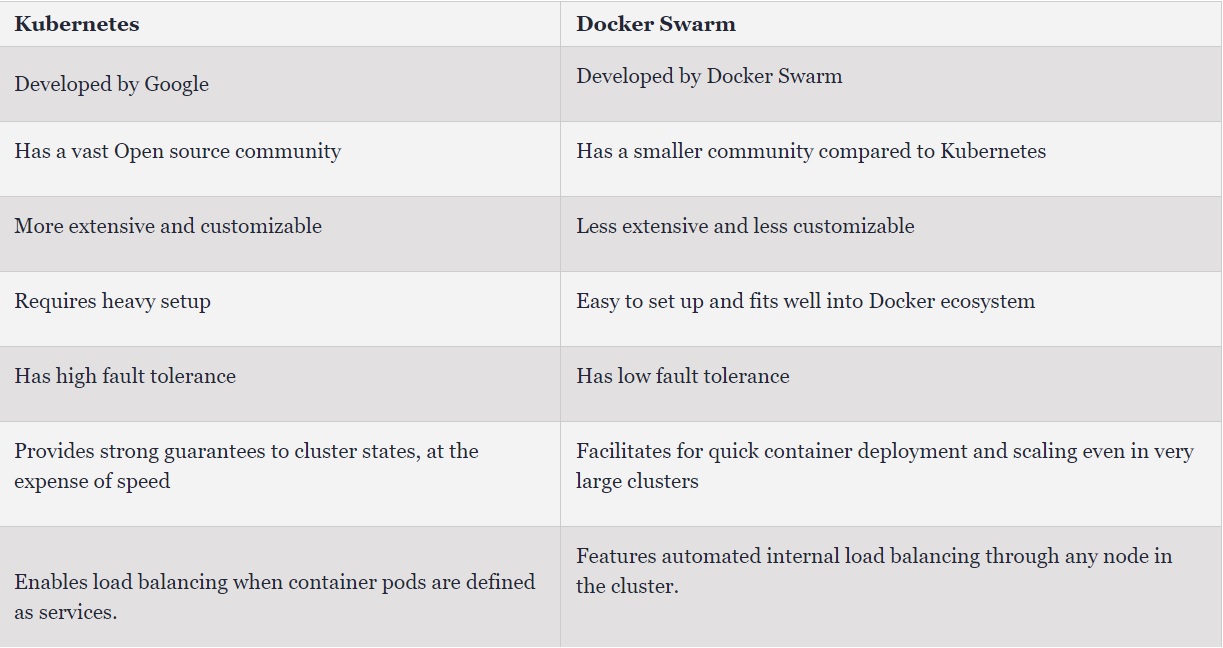 Kubernetes
Docker Swarm
Developed by Google
Developed by Docker Swarm
Has a vast Open source community
Has a smaller community compared to Kubernetes
More extensive and customizable
Less extensive and less customizable
Requires heavy setup
Easy to set up and fits well into Docker ecosystem
Has high fault tolerance
Has low fault tolerance
Provides strong guarantees to cluster states, at the
expense of speed
Facilitates for quick container deployment and scaling even in very
large clusters
Enables load balancing when container pods are defined
as services.
Features automated internal load balancing through any node in
the cluster.